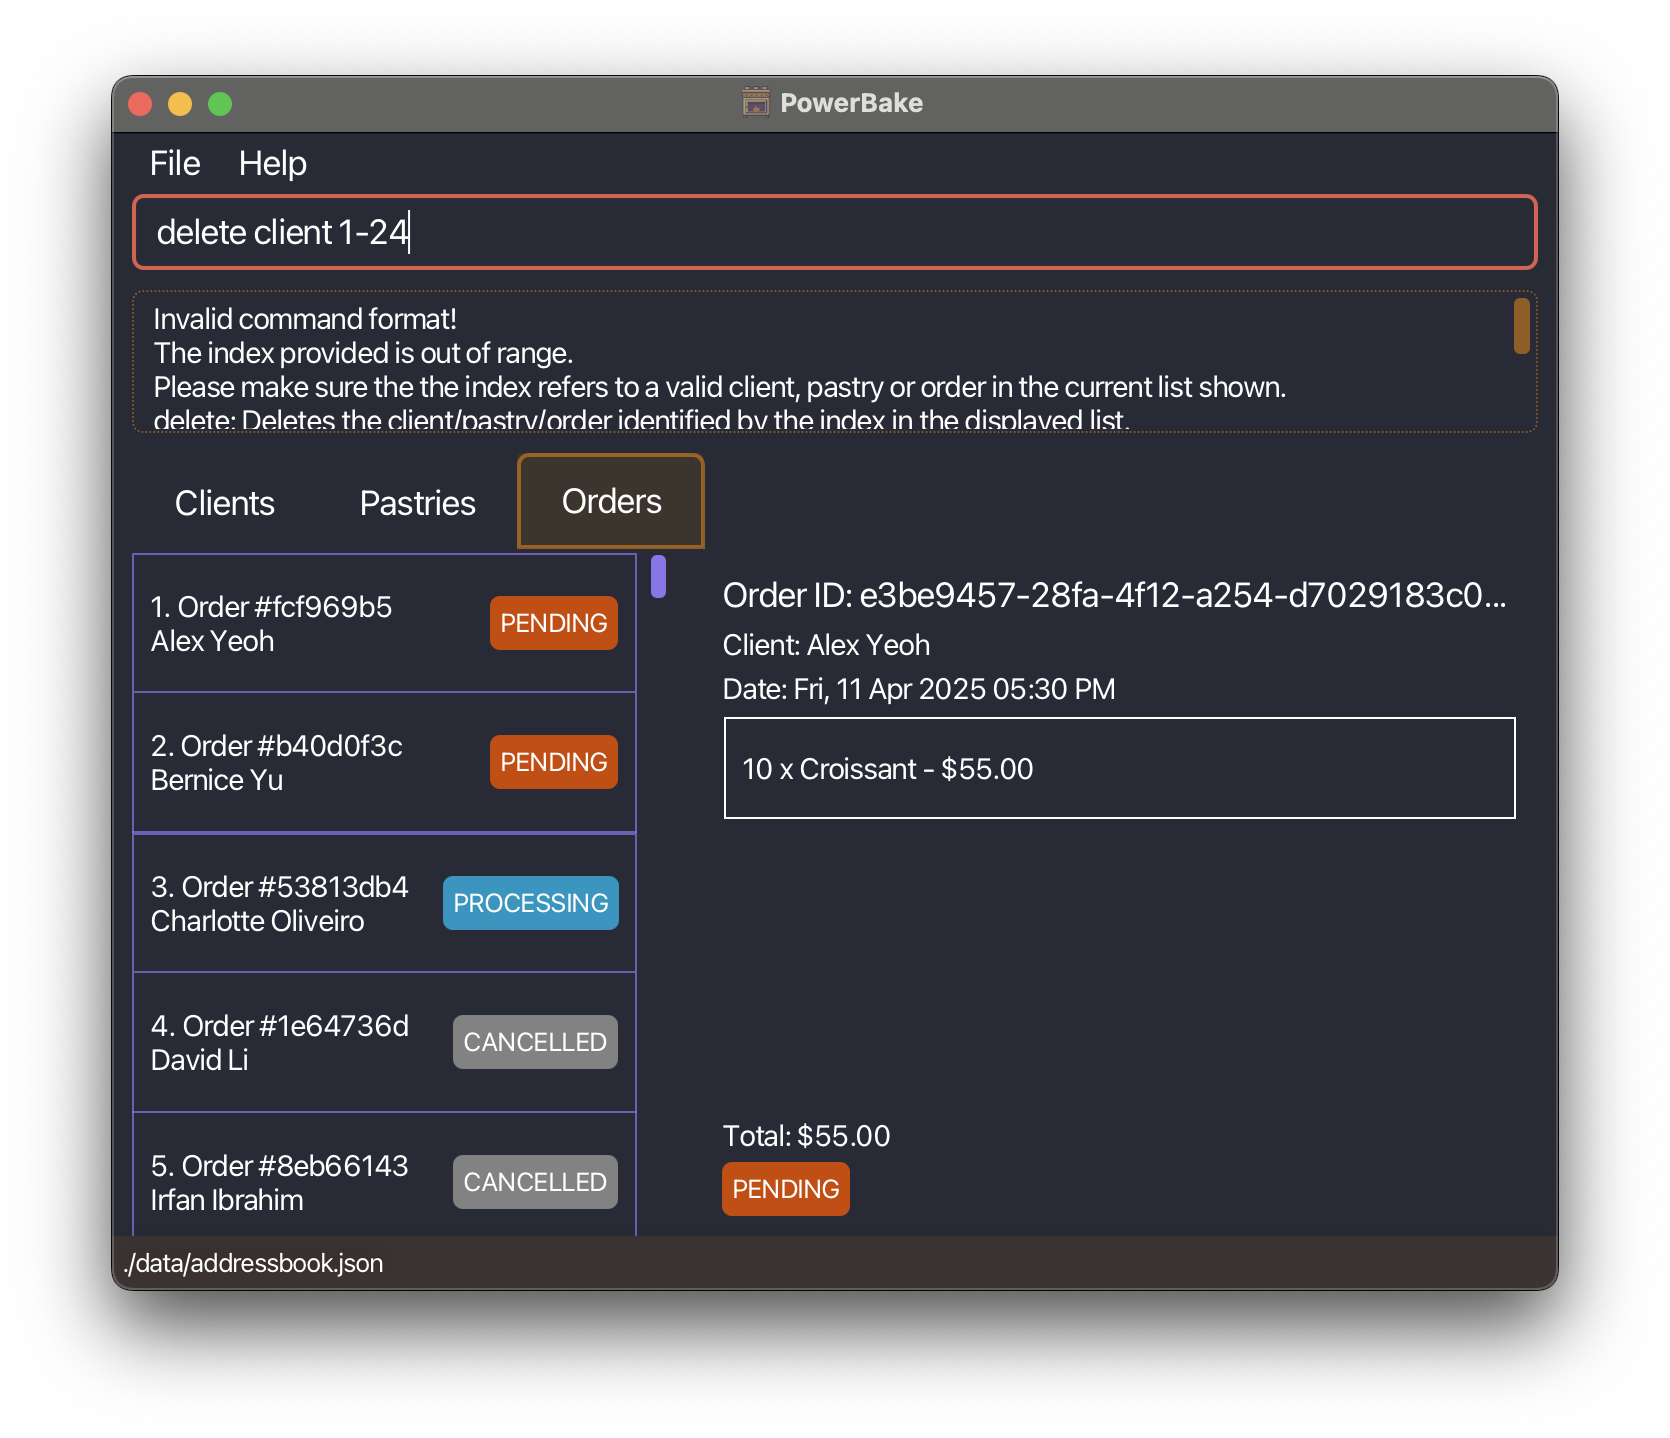 PowerBake
File Help
delete client 1-24
Invalid command format!
The index provided is out of range.
Please make sure the the index refers to a valid client, pastry or order in the current list shown.
delete: Deletes the client/pastry/order identified by the index in the displayed list.
Clients Pastries Orders
1. Order #fcf969b5
Alex Yeoh
PENDING
2. Order #b40d0f3c
Bernice Yu
PENDING
3. Order #53813db4
Charlotte Oliveiro
PROCESSING
4. Order #1e64736d
David Li
CANCELLED
5. Order #8eb66143
Irfan Ibrahim
CANCELLED
Order ID: e3be9457-28fa-4f12-a254-d7029183c0...
Client: Alex Yeoh
Date: Fri, 11 Apr 2025 05:30 PM
10 x Croissant - $55.00
Total: $55.00
PENDING
./data/addressbook.json